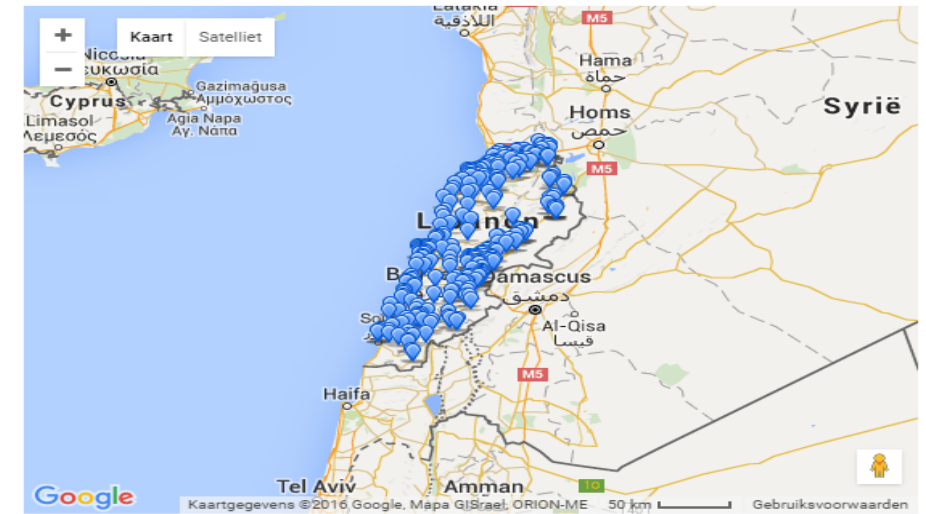 Latakia
اللاذقية
M5
+
Kaart Satelliet
−
Hama
حماة
Gazimağusa
Αμμόχωστος
Cyprus
Homs
حمص
Syrië
Limasol
Λεμεσός
Agia Napa
Αγ. Νάπα
M5
Damascus
دمشق
Al-Qisa
قيسا
M5
Haifa
Tel Aviv
Amman
10
Google
Kaartgegevens ©2016 Google, Mapa GISrael, ORION-ME 50 km Gebruiksvoorwaarden